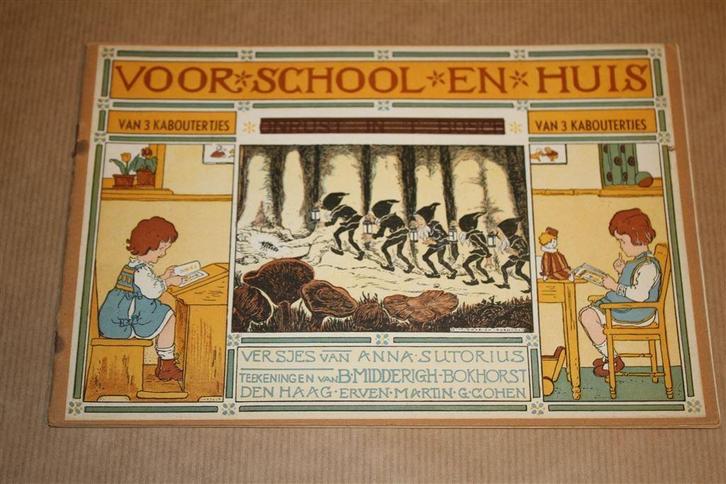 VOOR SCHOOL EN HUIS
VAN 3 KABOUTERTJES
VAN 3 KABOUTERTJES
VERSJES VAN ANNA SUTORIUS
TEEKENINGEN VAN B·MIDDERIGH-BOKHORST
DEN HAAG·ERVEN·MARTIN·G·COHEN